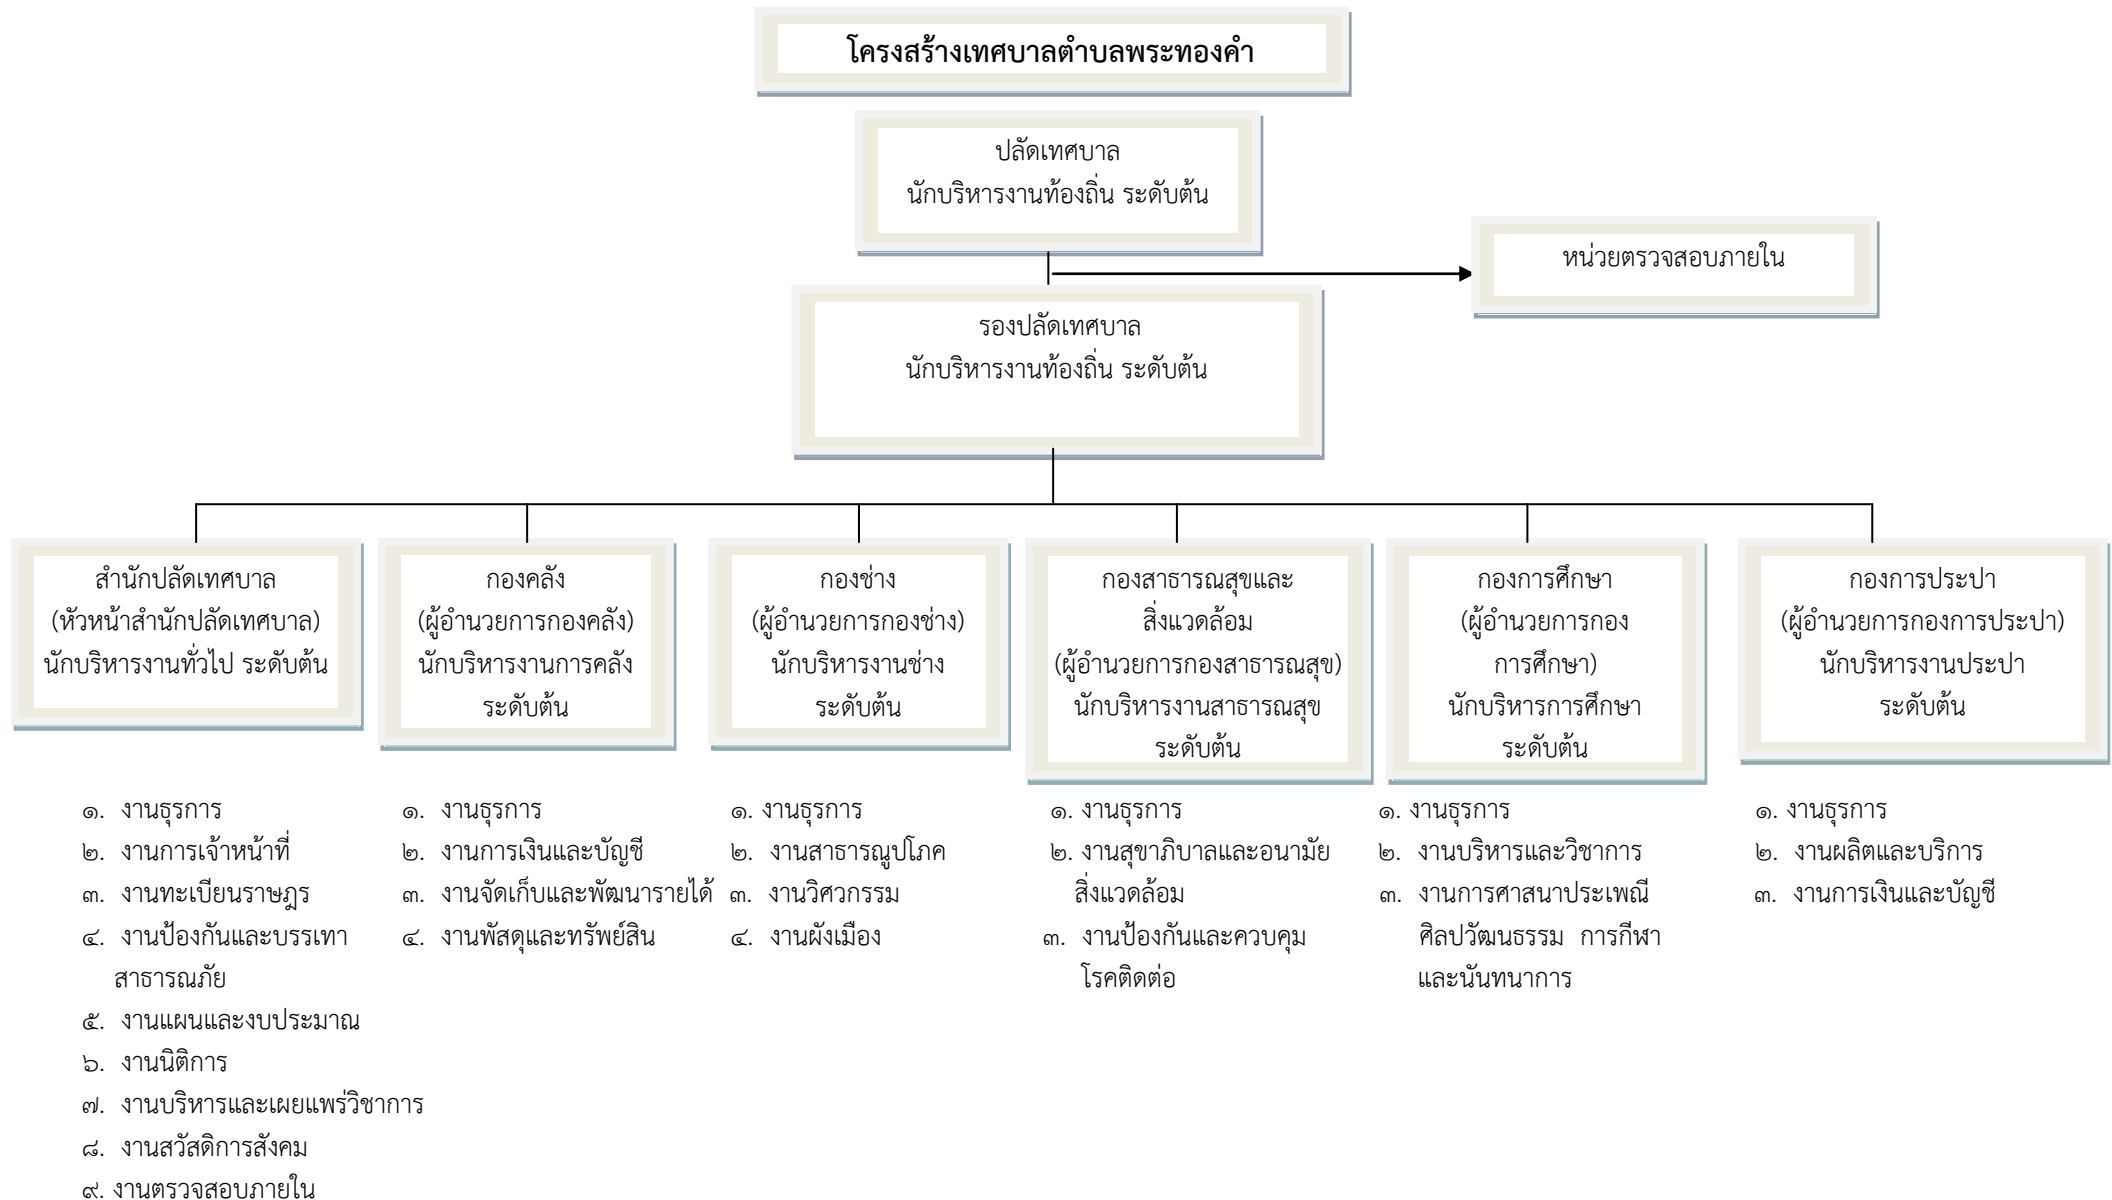 โครงสร้างเทศบาลตำบลพระทองคำ
ปลัดเทศบาล
นักบริหารงานท้องถิ่น ระดับต้น
หน่วยตรวจสอบภายใน
รองปลัดเทศบาล
นักบริหารงานท้องถิ่น ระดับต้น
สำนักปลัดเทศบาล
(หัวหน้าสำนักปลัดเทศบาล)
นักบริหารงานทั่วไป ระดับต้น
กองคลัง
(ผู้อำนวยการกองคลัง)
นักบริหารงานการคลัง
ระดับต้น
กองช่าง
(ผู้อำนวยการกองช่าง)
นักบริหารงานช่าง
ระดับต้น
กองสาธารณสุขและ
สิ่งแวดล้อม
(ผู้อำนวยการกองสาธารณสุข)
นักบริหารงานสาธารณสุข
ระดับต้น
กองการศึกษา
(ผู้อำนวยการกอง
การศึกษา)
นักบริหารการศึกษา
ระดับต้น
กองการประปา
(ผู้อำนวยการกองการประปา)
นักบริหารงานประปา
ระดับต้น
๑. งานธุรการ
๒. งานการเจ้าหน้าที่
๓. งานทะเบียนราษฎร
๔. งานป้องกันและบรรเทา
สาธารณภัย
๕. งานแผนและงบประมาณ
๖. งานนิติการ
๗. งานบริหารและเผยแพร่วิชาการ
๘. งานสวัสดิการสังคม
๙. งานตรวจสอบภายใน
๑. งานธุรการ
๒. งานการเงินและบัญชี
๓. งานจัดเก็บและพัฒนารายได้
๔. งานพัสดุและทรัพย์สิน
๑. งานธุรการ
๒. งานสาธารณูปโภค
๓. งานวิศวกรรม
๔. งานผังเมือง
๑. งานธุรการ
๒. งานสุขาภิบาลและอนามัย
สิ่งแวดล้อม
๓. งานป้องกันและควบคุม
โรคติดต่อ
๑. งานธุรการ
๒. งานบริหารและวิชาการ
๓. งานการศาสนาประเพณี
ศิลปวัฒนธรรม การกีฬา
และนันทนาการ
๑. งานธุรการ
๒. งานผลิตและบริการ
๓. งานการเงินและบัญชี